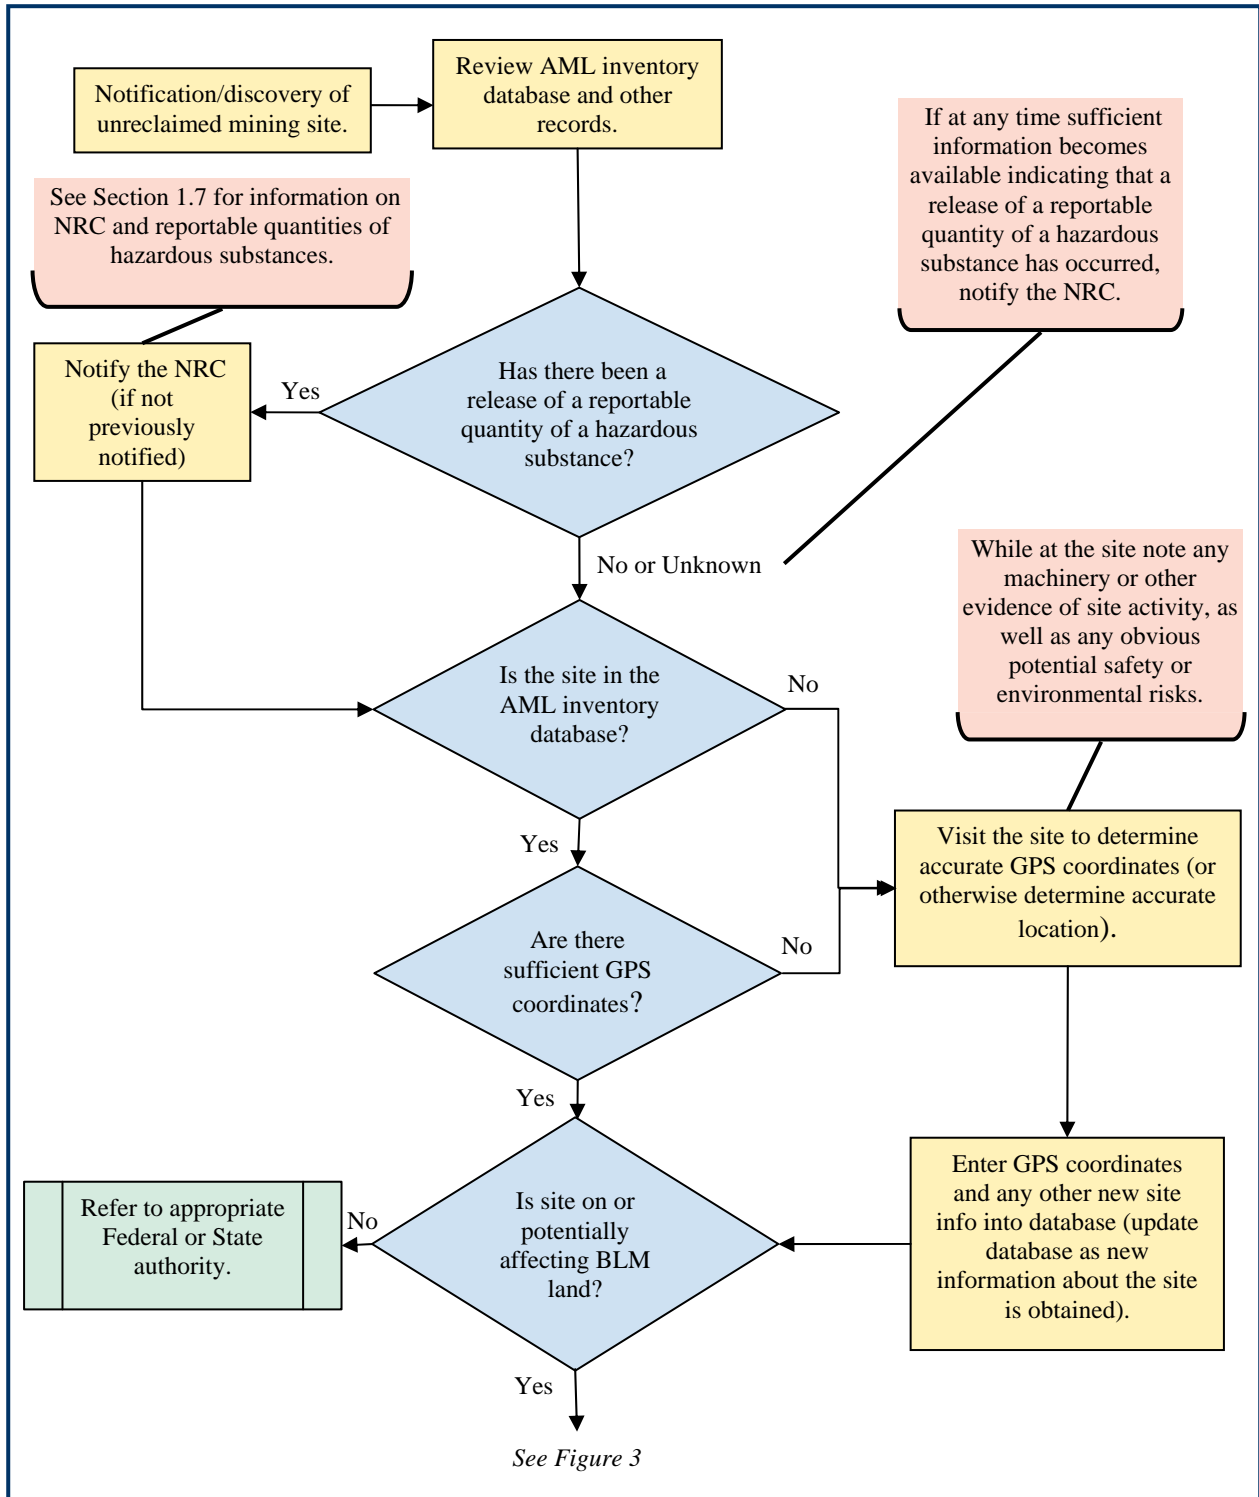 Notification/discovery of
unreclaimed mining site.
Review AML inventory
database and other
records.
If at any time sufficient
information becomes
available indicating that a
release of a reportable
quantity of a hazardous
substance has occurred,
notify the NRC.
See Section 1.7 for information on
NRC and reportable quantities of
hazardous substances.
Notify the NRC
(if not
previously
notified)
Yes
Has there been a
release of a reportable
quantity of a hazardous
substance?
No or Unknown
While at the site note any
machinery or other
evidence of site activity, as
well as any obvious
potential safety or
environmental risks.
Is the site in the
AML inventory
database?
No
Yes
Visit the site to determine
accurate GPS coordinates (or
otherwise determine accurate
location).
Are there
sufficient GPS
coordinates?
No
Yes
Enter GPS coordinates
and any other new site
info into database (update
database as new
information about the site
is obtained).
Is site on or
potentially
affecting BLM
land?
No
Refer to appropriate
Federal or State
authority.
Yes
See Figure 3